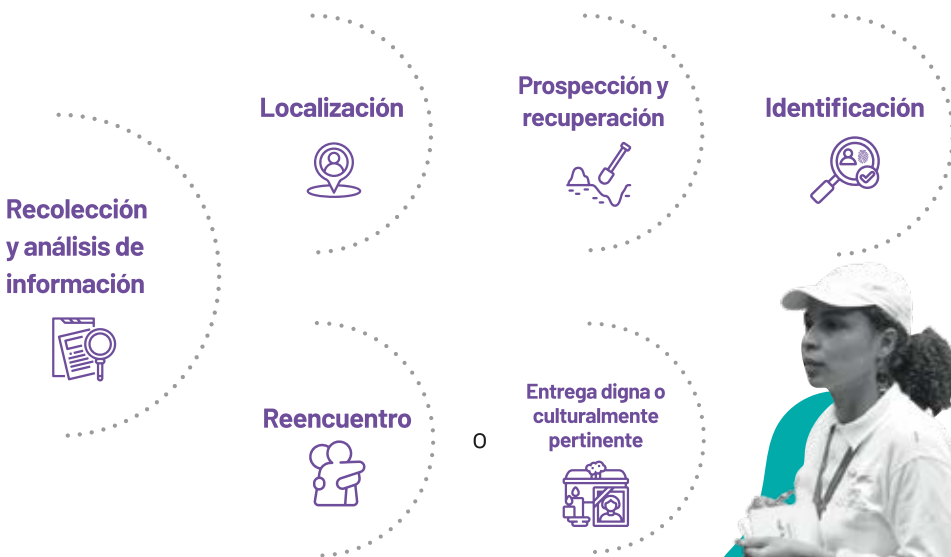 Recolección
y análisis de
información
Localización
Prospección y
recuperación
Identificación
Reencuentro
O
Entrega digna o
culturalmente
pertinente